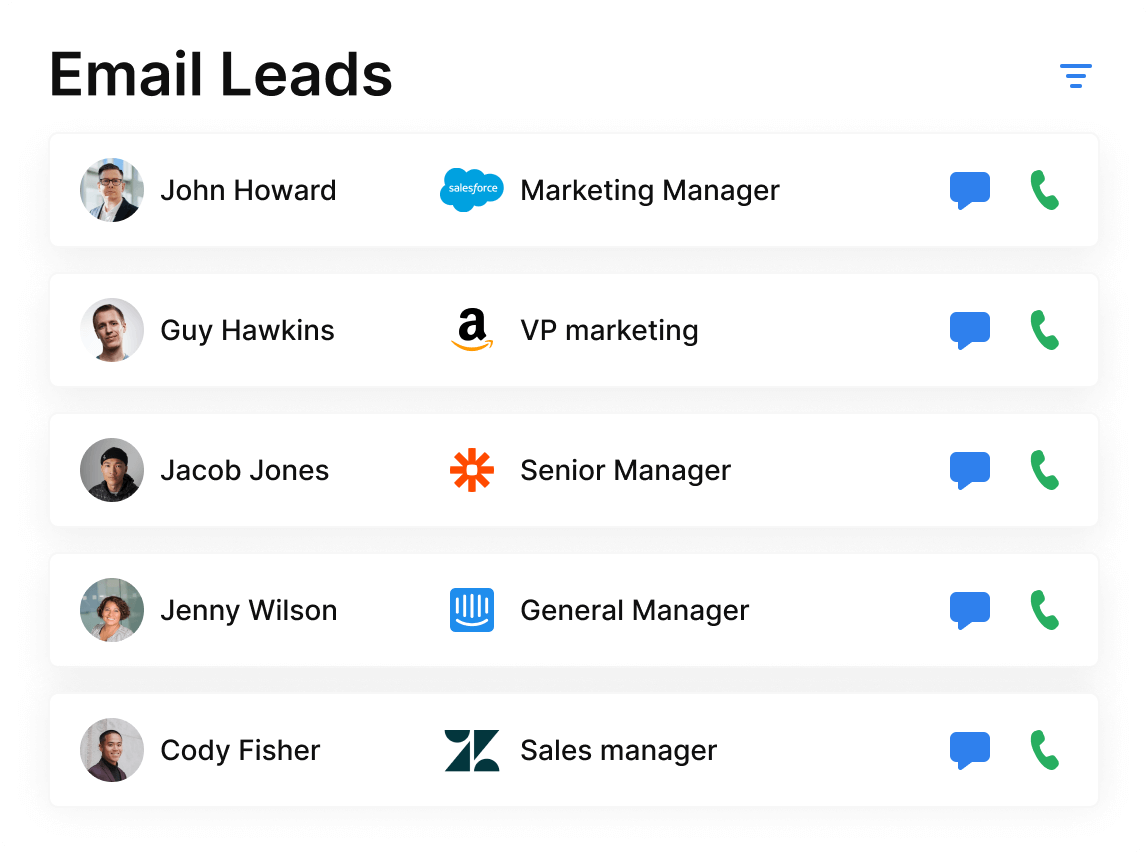 Email Leads
John Howard salesforce Marketing Manager
Guy Hawkins a VP marketing
Jacob Jones Senior Manager
Jenny Wilson General Manager
Cody Fisher Sales manager